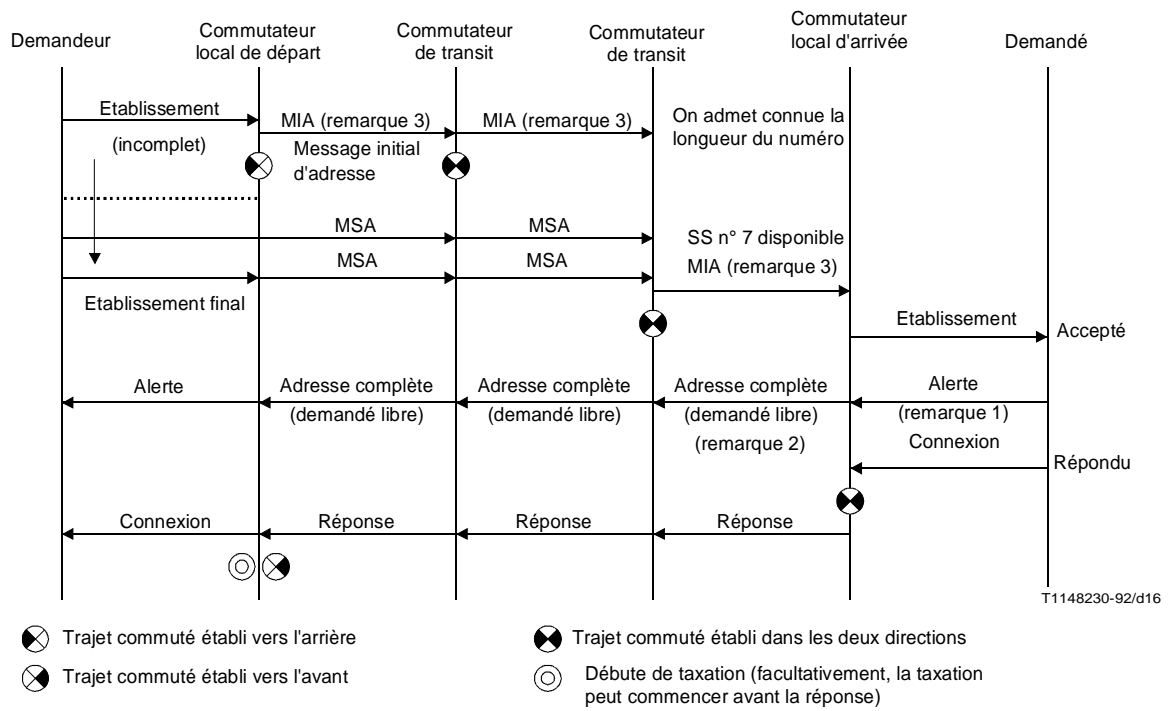 Demandeur
Commutateur
local de départ
Commutateur
de transit
Commutateur
de transit
Commutateur
local d'arrivée
Demandé
Etablissement
(incomplet)
MIA (remarque 3)
Message initial
d'adresse
MIA (remarque 3)
On admet connue la
longueur du numéro
MSA
MSA
SS n° 7 disponible
MIA (remarque 3)
MSA
MSA
Etablissement final
Etablissement
Accepté
Alerte
Adresse complète
(demandé libre)
Adresse complète
(demandé libre)
Adresse complète
(demandé libre)
(remarque 2)
Alerte
(remarque 1)
Connexion
Répondu
Connexion
Réponse
Réponse
Réponse
T1148230-92/d16
Trajet commuté établi vers l'arrière
Trajet commuté établi dans les deux directions
Trajet commuté établi vers l'avant
Débute de taxation (facultativement, la taxation
peut commencer avant la réponse)